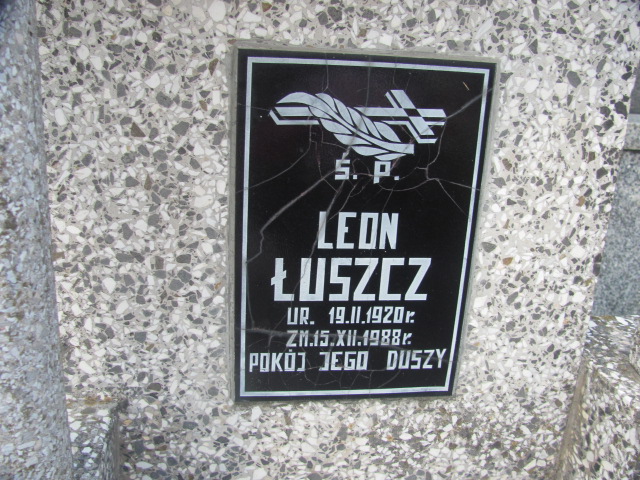 Ś. P.
LEON
ŁUSZCZ
UR. 19.II.1920r.
ZM.15.XII.1988r.
POKÓJ JEGO DUSZY